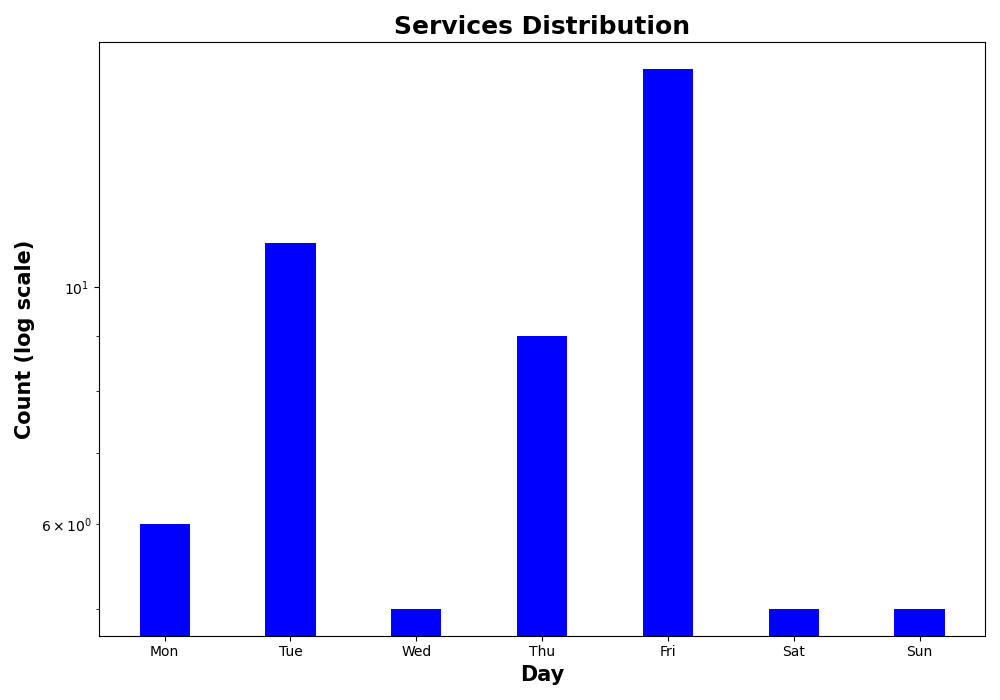 Services Distribution
Count (log scale)
10¹
6 × 10⁰
Mon Tue Wed Thu Fri Sat Sun
Day